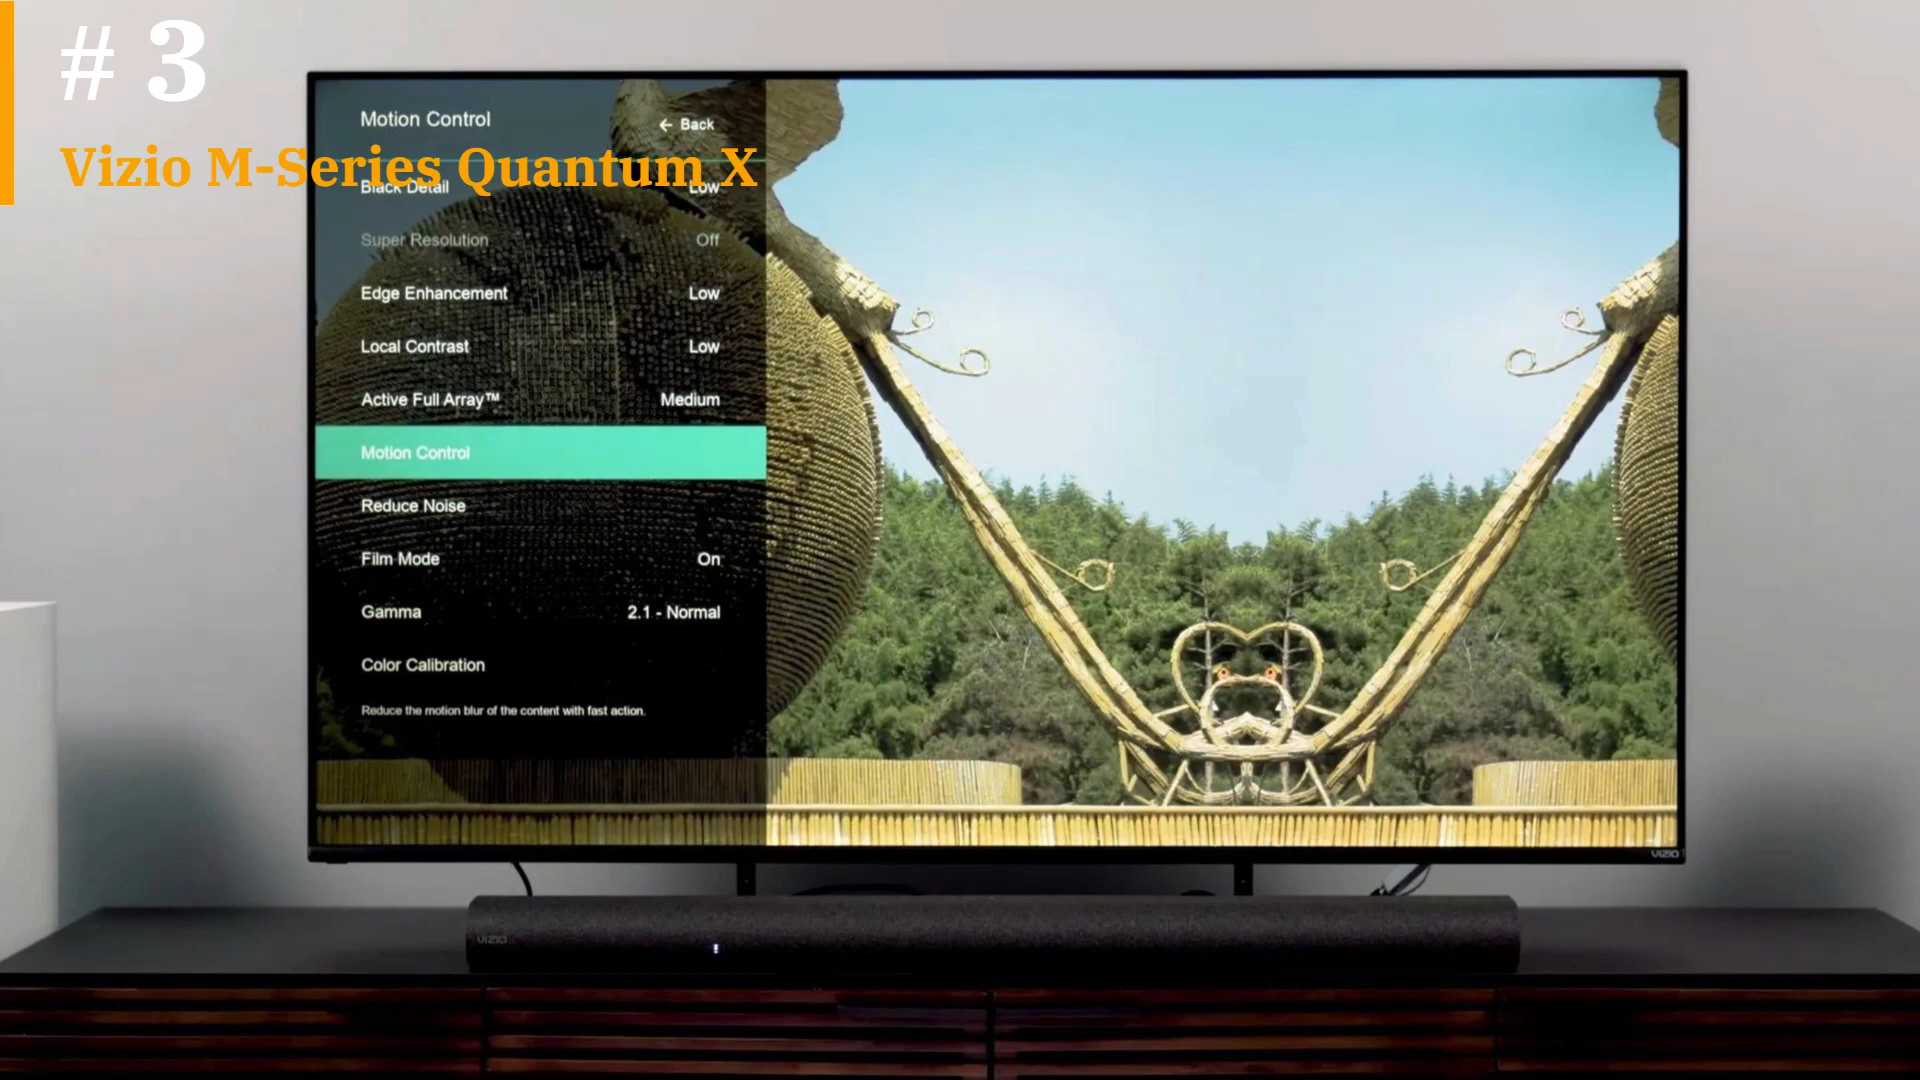 # 3
Vizio M-Series Quantum X
Motion Control
← Back
Black Detail Low
Super Resolution Off
Edge Enhancement Low
Local Contrast Low
Active Full Array™ Medium
Motion Control
Reduce Noise
Film Mode On
Gamma 2.1 - Normal
Color Calibration
Reduce the motion blur of the content with fast action.
VIZIO
VIZIO